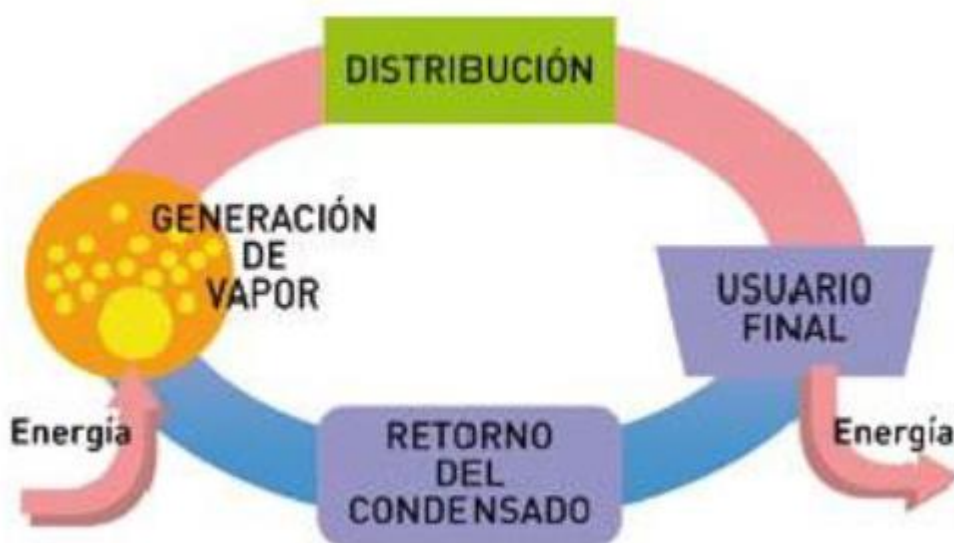 DISTRIBUCIÓN
GENERACIÓN
DE
VAPOR
USUARIO
FINAL
Energía
RETORNO
DEL
CONDENSADO
Energía